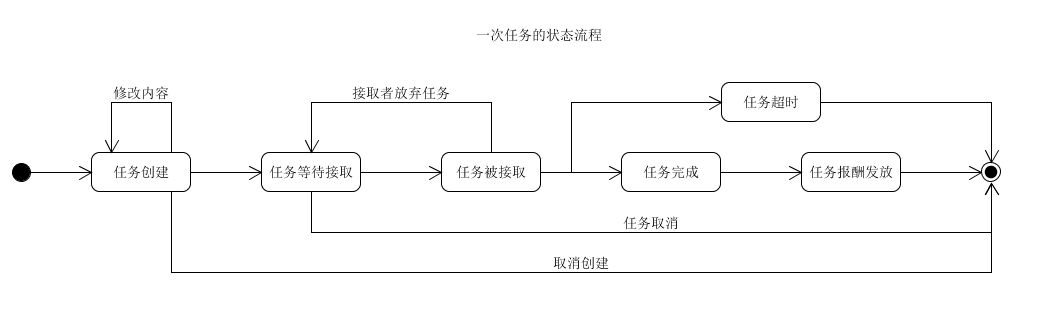 一次任务的状态流程
修改内容
接取者放弃任务
任务超时
任务创建
任务等待接取
任务被接取
任务完成
任务报酬发放
任务取消
取消创建